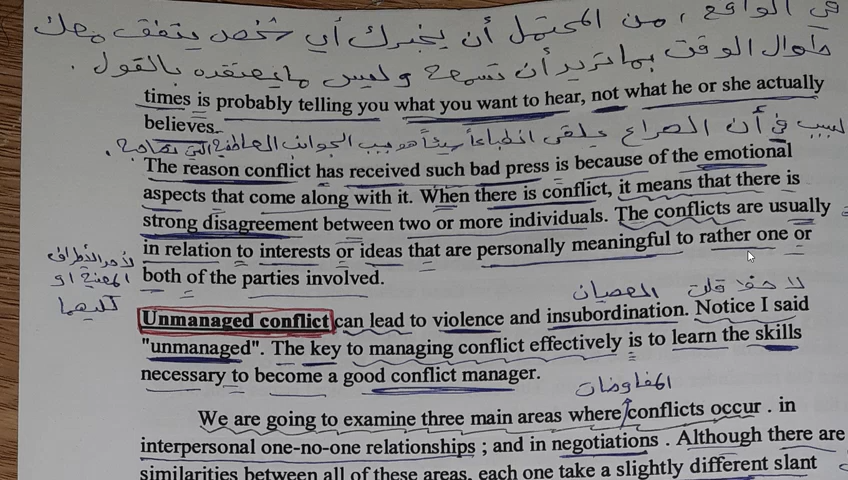 في الواقع ، من المحتمل أن يخبرك أي شخص يتفق معك
طوال الوقت بما تريد أن تسمعه وليس ما يعتقده بالقول .
times is probably telling you what you want to hear, not what he or she actually
believes.
في أن الصراع يلقى انطباعاً سيئاً هو بسبب الجوانب العاطفية التي
The reason conflict has received such bad press is because of the emotional
aspects that come along with it. When there is conflict, it means that there is
strong disagreement between two or more individuals. The conflicts are usually
in relation to interests or ideas that are personally meaningful to rather one or
both of the parties involved.
لأحد الأطراف
المعنية او
كليهما
العصيان لاحظ قلت
Unmanaged conflict can lead to violence and insubordination. Notice I said
"unmanaged". The key to managing conflict effectively is to learn the skills
necessary to become a good conflict manager.
المفاوضات
We are going to examine three main areas where conflicts occur . in
interpersonal one-no-one relationships ; and in negotiations . Although there are
similarities between all of these areas, each one take a slightly different slant